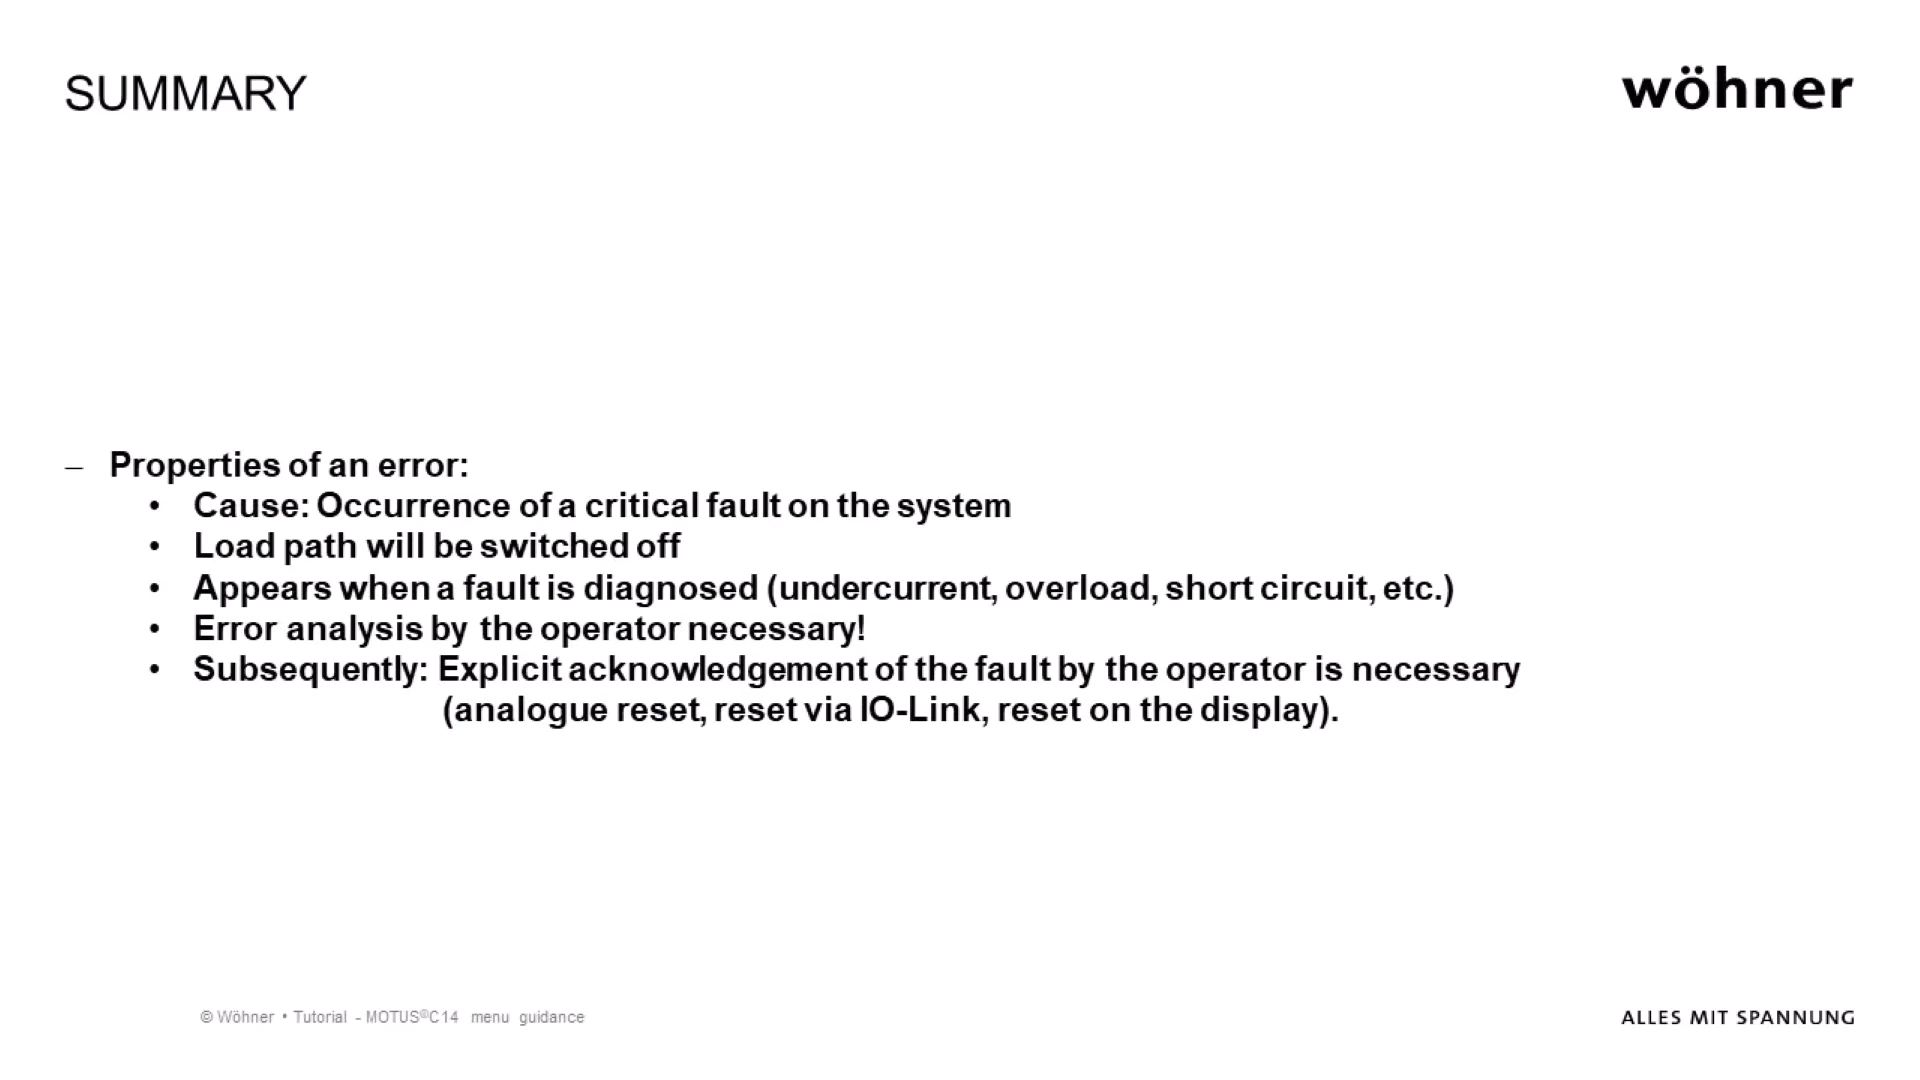 SUMMARY
wöhner
– Properties of an error:
• Cause: Occurrence of a critical fault on the system
• Load path will be switched off
• Appears when a fault is diagnosed (undercurrent, overload, short circuit, etc.)
• Error analysis by the operator necessary!
• Subsequently: Explicit acknowledgement of the fault by the operator is necessary
(analogue reset, reset via IO-Link, reset on the display).
© Wöhner • Tutorial - MOTUS®C14 menu guidance
ALLES MIT SPANNUNG